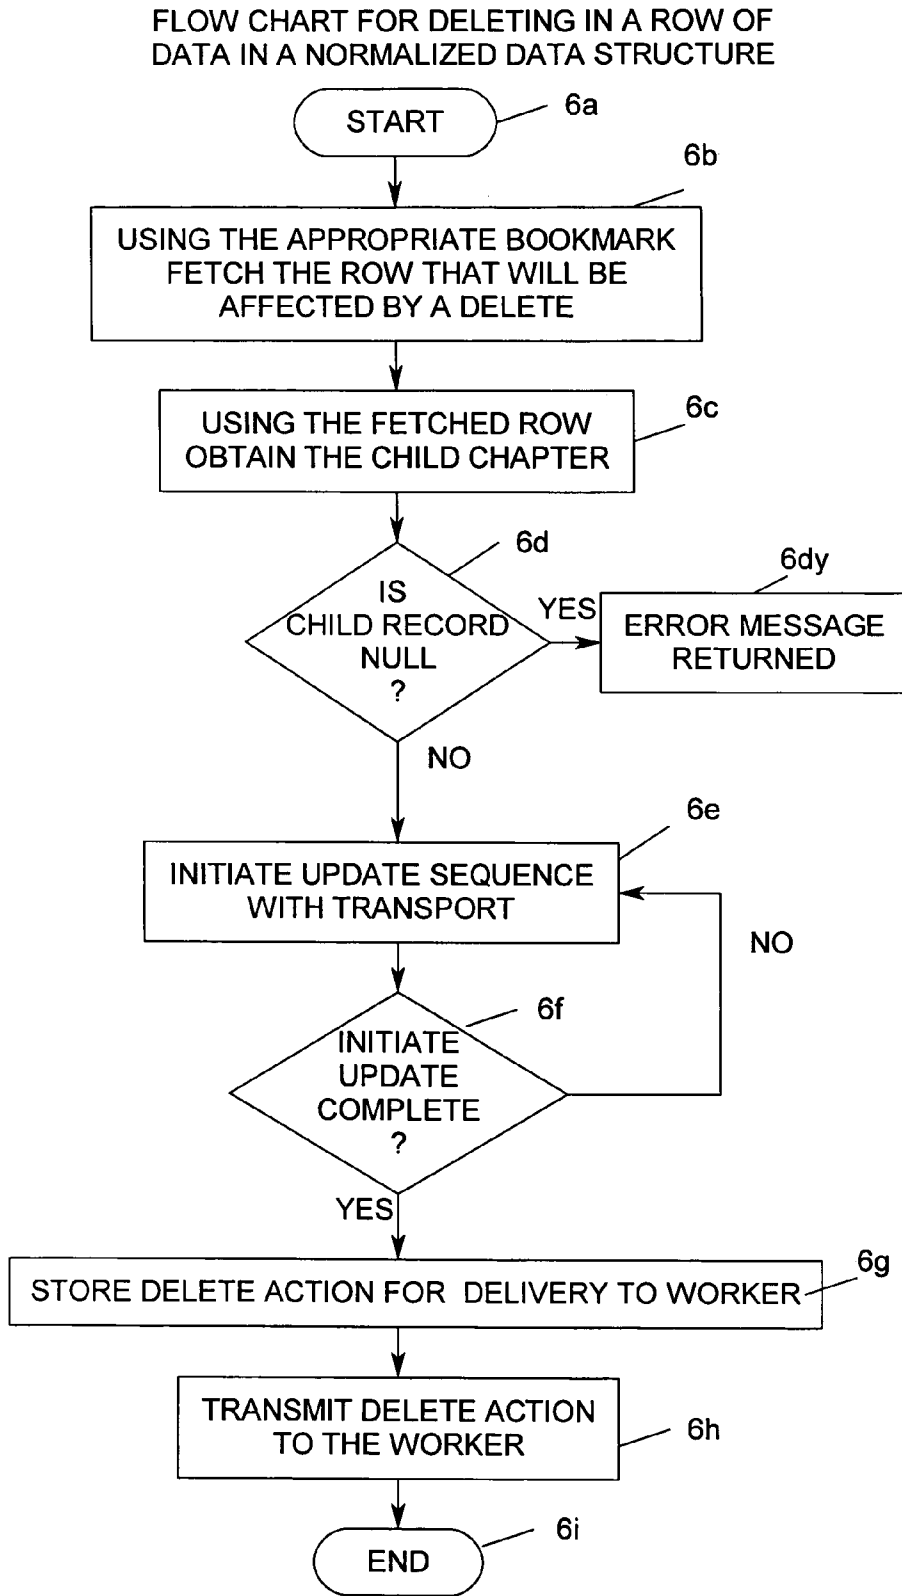 FLOW CHART FOR DELETING IN A ROW OF
DATA IN A NORMALIZED DATA STRUCTURE
START
6a
6b
USING THE APPROPRIATE BOOKMARK
FETCH THE ROW THAT WILL BE
AFFECTED BY A DELETE
6c
USING THE FETCHED ROW
OBTAIN THE CHILD CHAPTER
6d
IS
CHILD RECORD
NULL
?
YES
6dy
ERROR MESSAGE
RETURNED
NO
6e
INITIATE UPDATE SEQUENCE
WITH TRANSPORT
NO
6f
INITIATE
UPDATE
COMPLETE
?
YES
STORE DELETE ACTION FOR DELIVERY TO WORKER
6g
TRANSMIT DELETE ACTION
TO THE WORKER
6h
END
6i